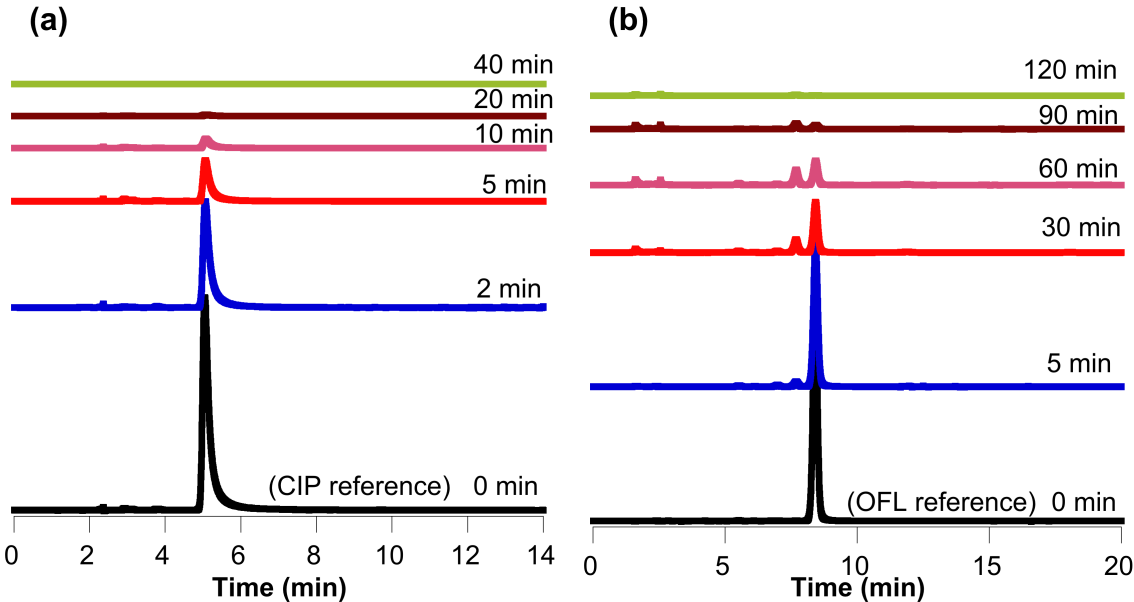 (a)
40 min
20 min
10 min
5 min
2 min
(CIP reference) 0 min
0 2 4 6 8 10 12 14
Time (min)
(b)
120 min
90 min
60 min
30 min
5 min
(OFL reference) 0 min
0 5 10 15 20
Time (min)